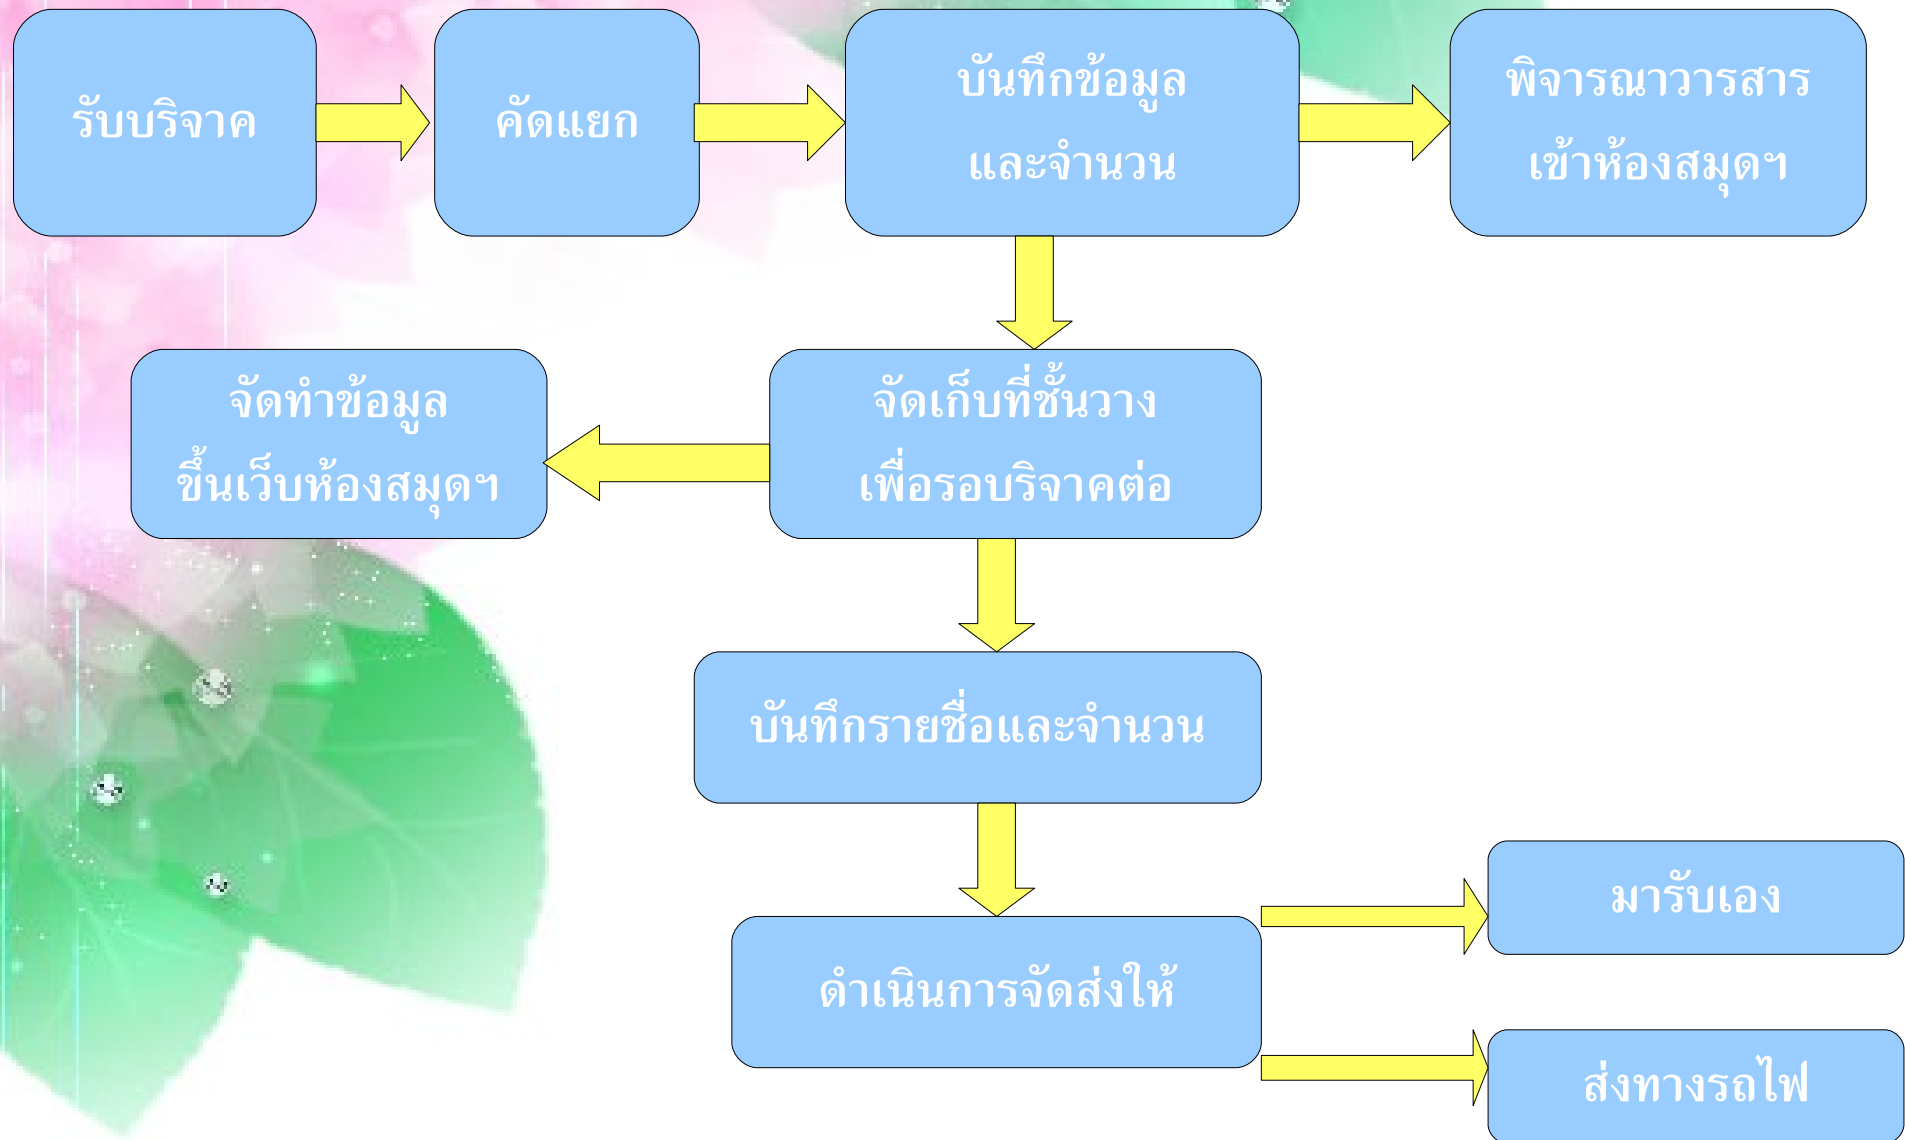 รับบริจาค
คัดแยก
บันทึกข้อมูล
และจำนวน
พิจารณาวารสาร
เข้าห้องสมุดฯ
จัดทำข้อมูล
ขึ้นเว็บห้องสมุดฯ
จัดเก็บที่ชั้นวาง
เพื่อรอบริจาคต่อ
บันทึกรายชื่อและจำนวน
ดำเนินการจัดส่งให้
มารับเอง
ส่งทางรถไฟ